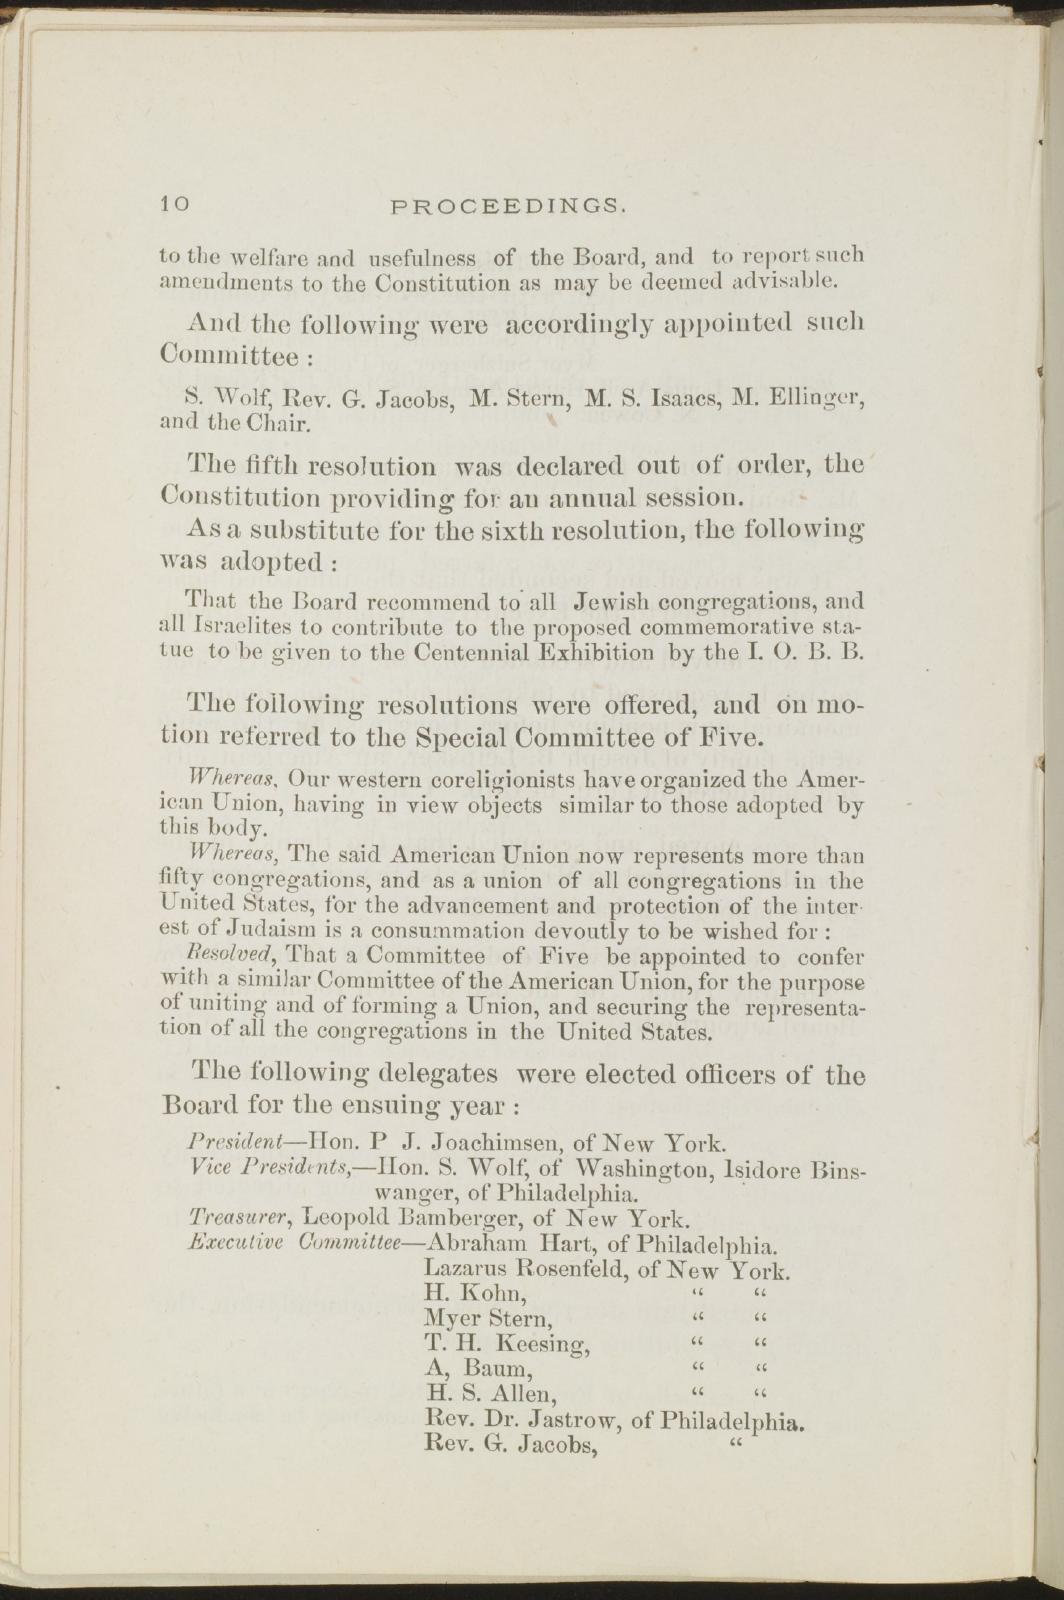 10 PROCEEDINGS.
to the welfare and usefulness of the Board, and to report such
amendments to the Constitution as may be deemed advisable.
And the following were accordingly appointed such
Committee :
S. Wolf, Rev. G. Jacobs, M. Stern, M. S. Isaacs, M. Ellinger,
and the Chair.
The fifth resolution was declared out of order, the
Constitution providing for an annual session.
As a substitute for the sixth resolution, the following
was adopted :
That the Board recommend to all Jewish congregations, and
all Israelites to contribute to the proposed commemorative sta-
tue to be given to the Centennial Exhibition by the I. O. B. B.
The following resolutions were offered, and on mo-
tion referred to the Special Committee of Five.
Whereas, Our western coreligionists have organized the Amer-
ican Union, having in view objects similar to those adopted by
this body.
Whereas, The said American Union now represents more than
fifty congregations, and as a union of all congregations in the
United States, for the advancement and protection of the inter-
est of Judaism is a consummation devoutly to be wished for :
Resolved, That a Committee of Five be appointed to confer
with a similar Committee of the American Union, for the purpose
of uniting and of forming a Union, and securing the representa-
tion of all the congregations in the United States.
The following delegates were elected officers of the
Board for the ensuing year :
President—Hon. P J. Joachimsen, of New York.
Vice Presidents,—Hon. S. Wolf, of Washington, Isidore Bins-
wanger, of Philadelphia.
Treasurer, Leopold Bamberger, of New York.
Executive Committee—Abraham Hart, of Philadelphia.
Lazarus Rosenfeld, of New York.
H. Kohn, " "
Myer Stern, " "
T. H. Keesing, " "
A, Baum, " "
H. S. Allen, " "
Rev. Dr. Jastrow, of Philadelphia.
Rev. G. Jacobs, "